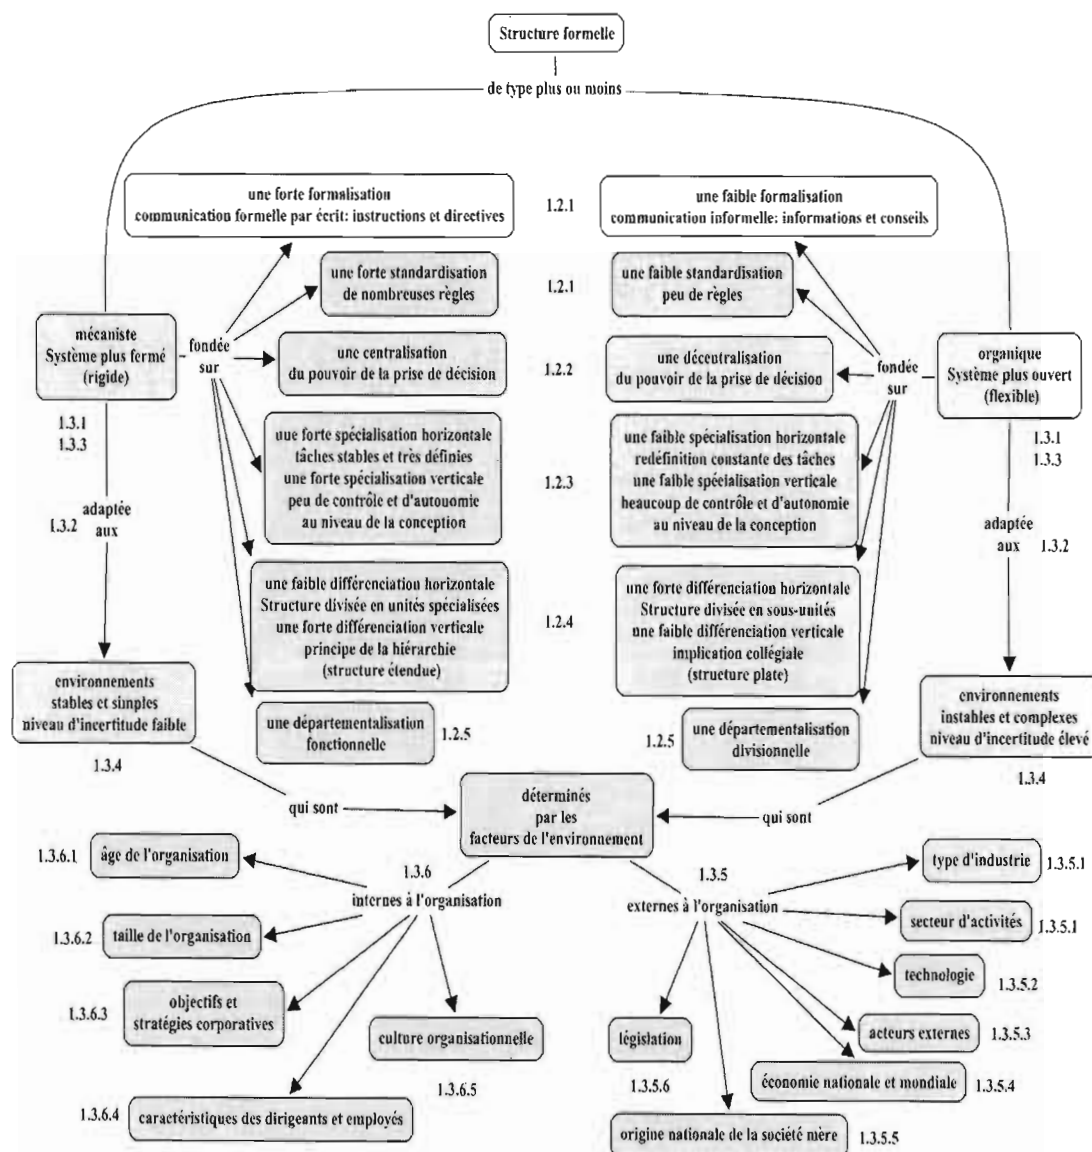 Structure formelle
de type plus ou moins
une forte formalisation
communication formelle par écrit: instructions et directives
1.2.1
une faible formalisation
communication informelle: informations et conseils
une forte standardisation
de nombreuses règles
1.2.1
une faible standardisation
peu de règles
mécaniste
Système plus fermé
(rigide)
fondée
sur
une centralisation
du pouvoir de la prise de décision
1.2.2
une décentralisation
du pouvoir de la prise de décision
fondée
sur
organique
Système plus ouvert
(flexible)
1.3.1
1.3.3
1.3.1
1.3.3
uue forte spécialisation horizontale
tâches stables et très définies
une forte spécialisation verticale
peu de contrôle et d'autouomie
au niveau de la conception
1.2.3
une faible spécialisation horizontale
redéfinition constante des tâches
une faible spécialisation verticale
beaucoup de contrôle et d'autonomie
au niveau de la conception
1.3.2
adaptée
aux
adaptée
aux
1.3.2
une faible différenciation horizontale
Structure divisée en unités spécialisées
une forte différenciation verticale
principe de la hiérarchie
(structure étendue)
1.2.4
une forte différenciation horizontale
Structure divisée en sous-unités
une faible différenciation verticale
implication collégiale
(structure plate)
environnements
stables et simples
niveau d'incertitude faible
1.3.4
une départementalisation
fonctionnelle
1.2.5
1.2.5
une départementalisation
divisionnelle
environnements
instables et complexes
niveau d'incertitude élevé
1.3.4
qui sont
déterminés
par les
facteurs de l'environnement
qui sont
1.3.6
internes à l'organisation
1.3.5
externes à l'organisation
1.3.6.1
âge de l'organisation
type d'industrie
1.3.5.1
1.3.6.2
taille de l'organisation
secteur d'activités
1.3.5.1
technologie
1.3.5.2
1.3.6.3
objectifs et
stratégies corporatives
culture organisationnelle
1.3.6.5
législation
1.3.5.6
acteurs externes
1.3.5.3
économie nationale et mondiale
1.3.5.4
1.3.6.4
caractéristiques des dirigeants et employés
origine nationale de la société mère
1.3.5.5